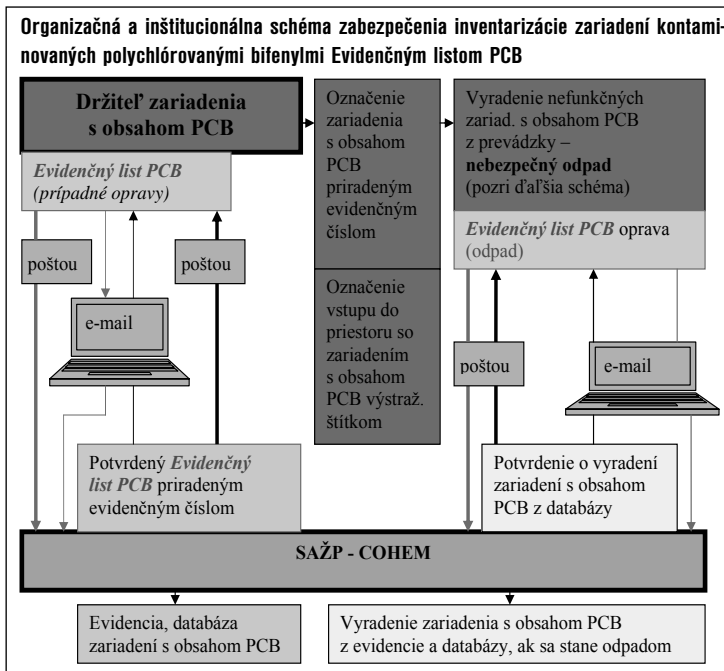 Organizačná a inštitucionálna schéma zabezpečenia inventarizácie zariadení kontami-
novaných polychlórovanými bifenylmi Evidenčným listom PCB
Držiteľ zariadenia
s obsahom PCB
Evidenčný list PCB
(prípadné opravy)
poštou
poštou
e-mail
Potvrdený Evidenčný
list PCB priradeným
evidenčným číslom
Označenie
zariadenia
s obsahom
PCB
priradeným
evidenčným
číslom
Označenie
vstupu do
priestoru so
zariadením
s obsahom
PCB výstraž.
štítkom
Vyradenie nefunkčných
zariad. s obsahom PCB
z prevádzky –
nebezpečný odpad
(pozri ďaľšia schéma)
Evidenčný list PCB oprava
(odpad)
poštou
e-mail
Potvrdenie o vyradení
zariadení s obsahom
PCB z databázy
SAŽP - COHEM
Evidencia, databáza
zariadení s obsahom PCB
Vyradenie zariadenia s obsahom PCB
z evidencie a databázy, ak sa stane odpadom